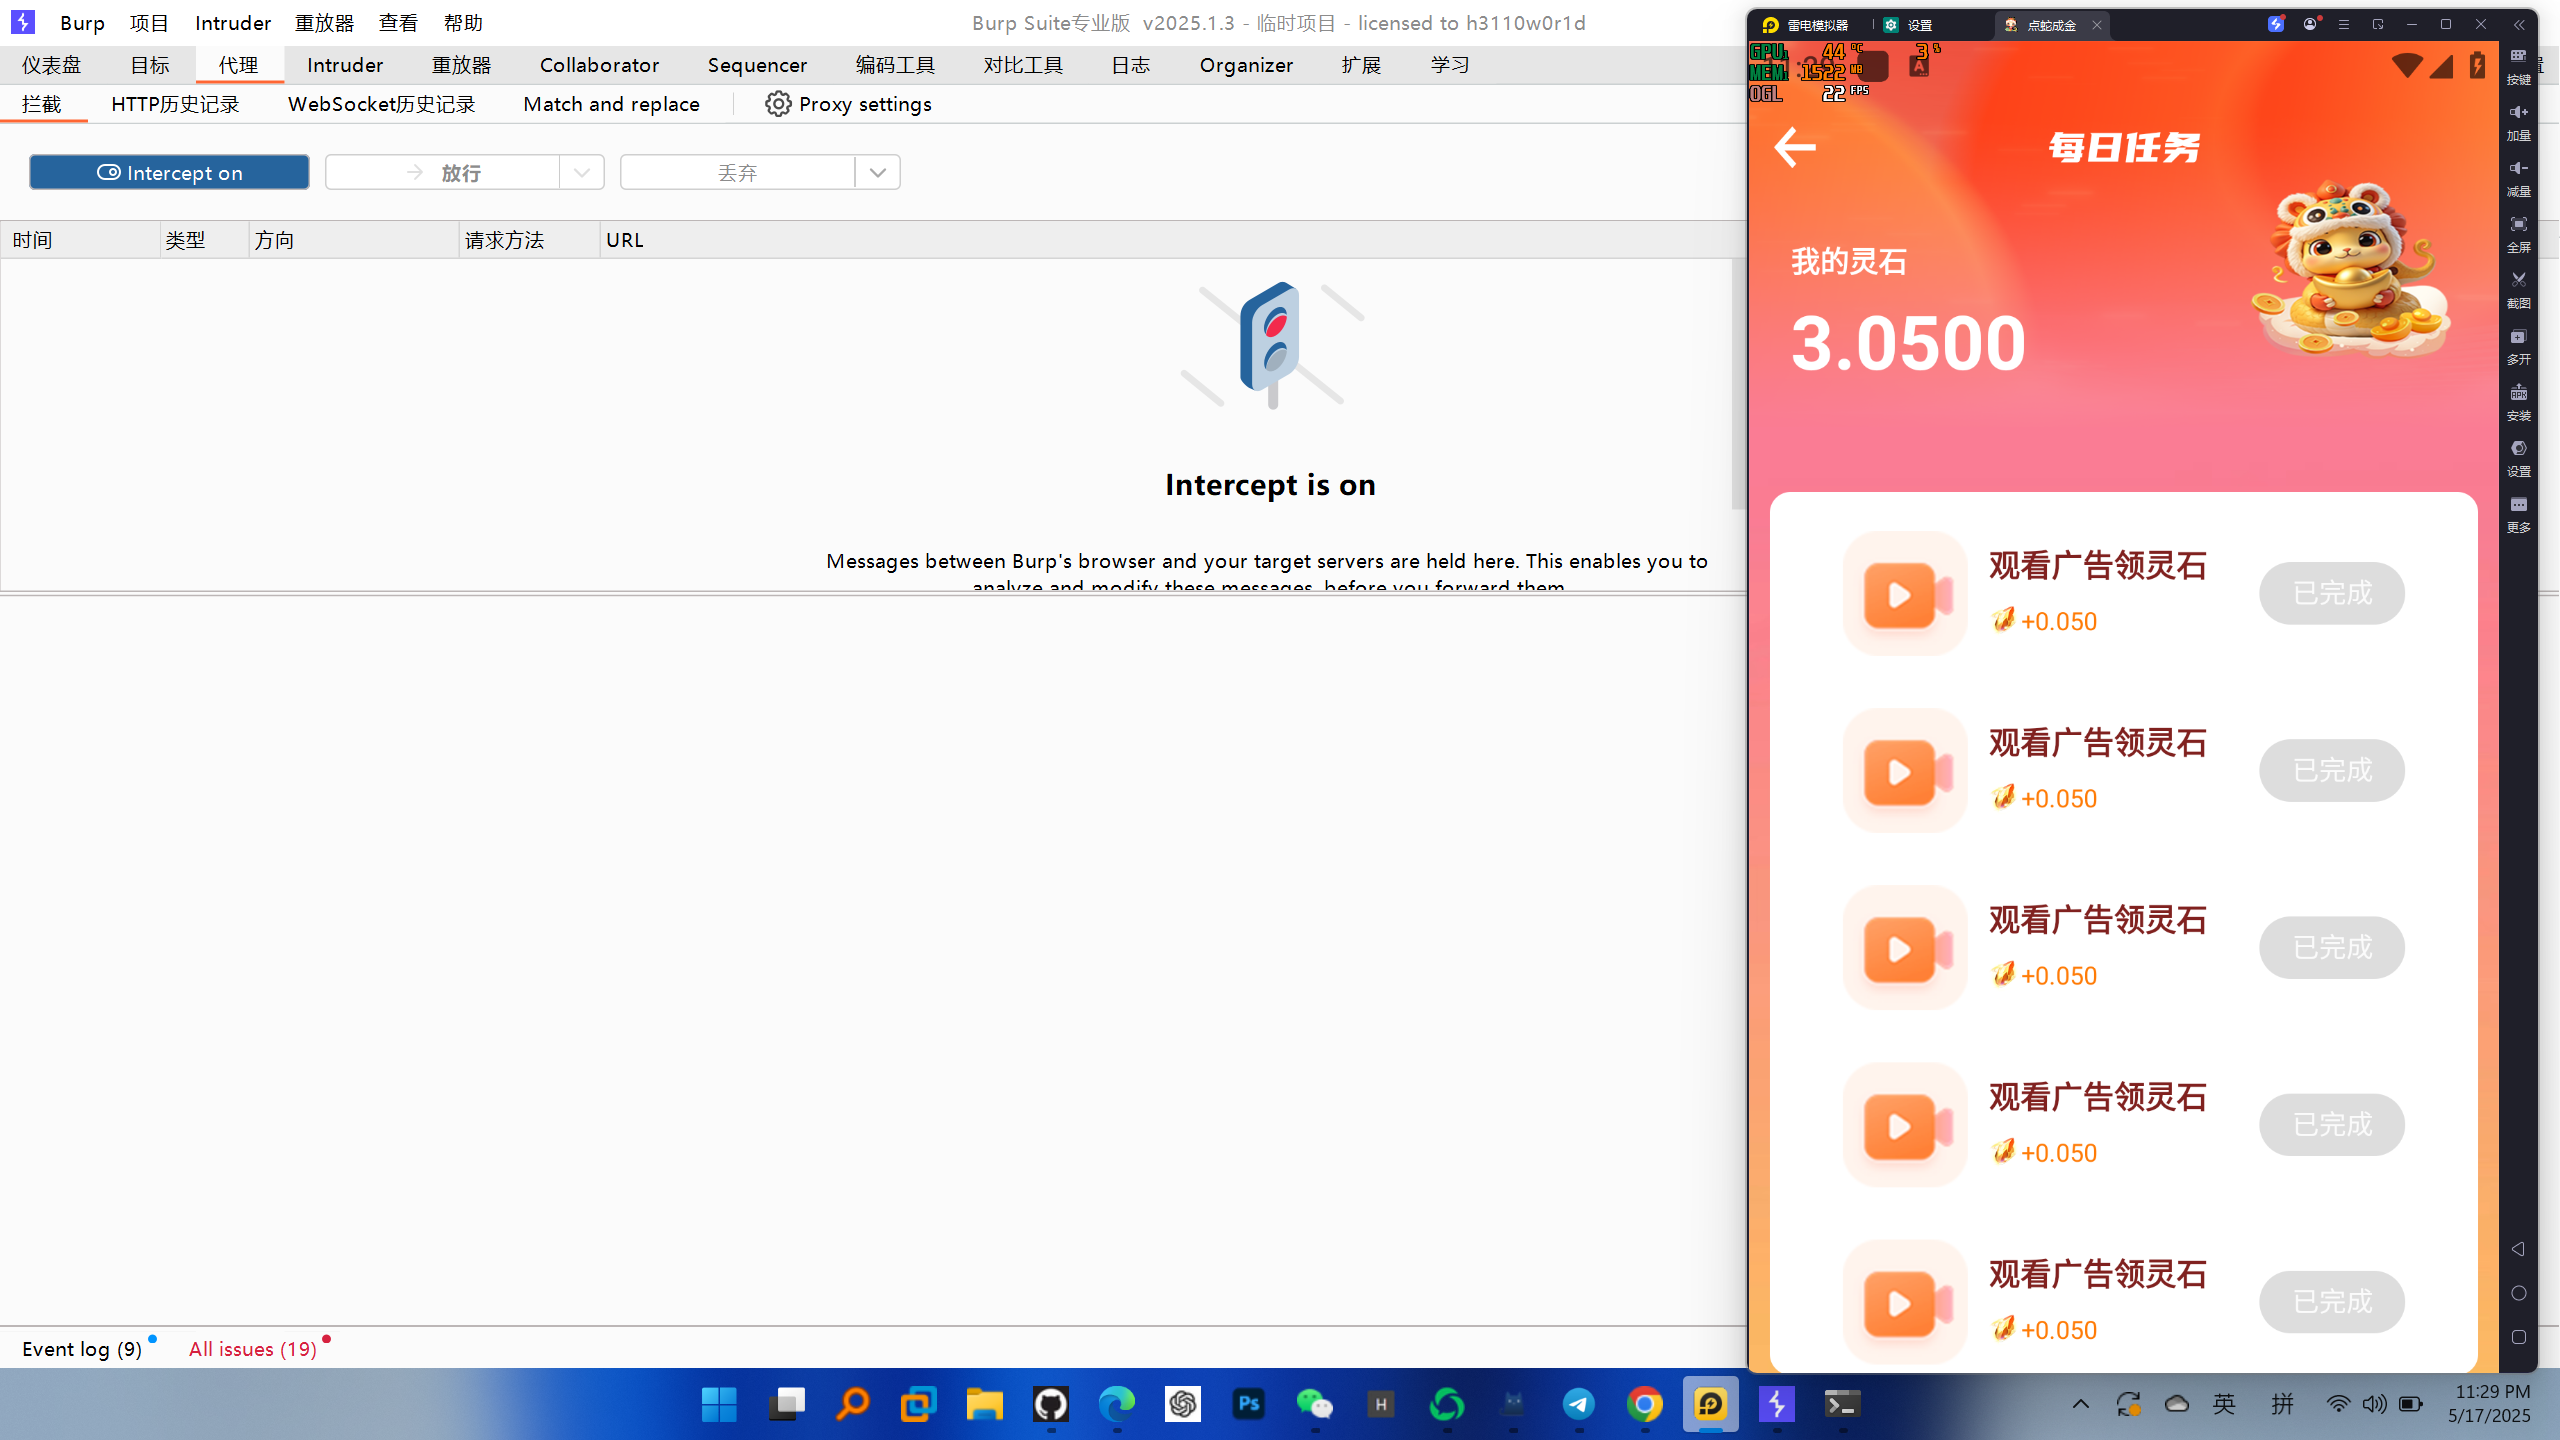 Burp 项目 Intruder 重放器 查看 帮助
Burp Suite专业版 v2025.1.3 - 临时项目 - licensed to h3110w0r1d
仪表盘 目标 代理 Intruder 重放器 Collaborator Sequencer 编码工具 对比工具 日志 Organizer 扩展 学习
拦截 HTTP历史记录 WebSocket历史记录 Match and replace Proxy settings
Intercept on 放行 丢弃
时间 类型 方向 请求方法 URL
Intercept is on
Messages between Burp's browser and your target servers are held here. This enables you to
analyze and modify these messages, before you forward them.
Event log (9) All issues (19)
雷电模拟器 设置 点蛇成金
GPU1 44 °C 3 %
MEM1 1522 MB
OGL 22 FPS
每日任务
我的灵石
3.0500
观看广告领灵石
+0.050
已完成
观看广告领灵石
+0.050
已完成
观看广告领灵石
+0.050
已完成
观看广告领灵石
+0.050
已完成
观看广告领灵石
+0.050
已完成
按键
加量
减量
全屏
截图
多开
安装
设置
更多
Ps
H
英 拼
11:29 PM
5/17/2025